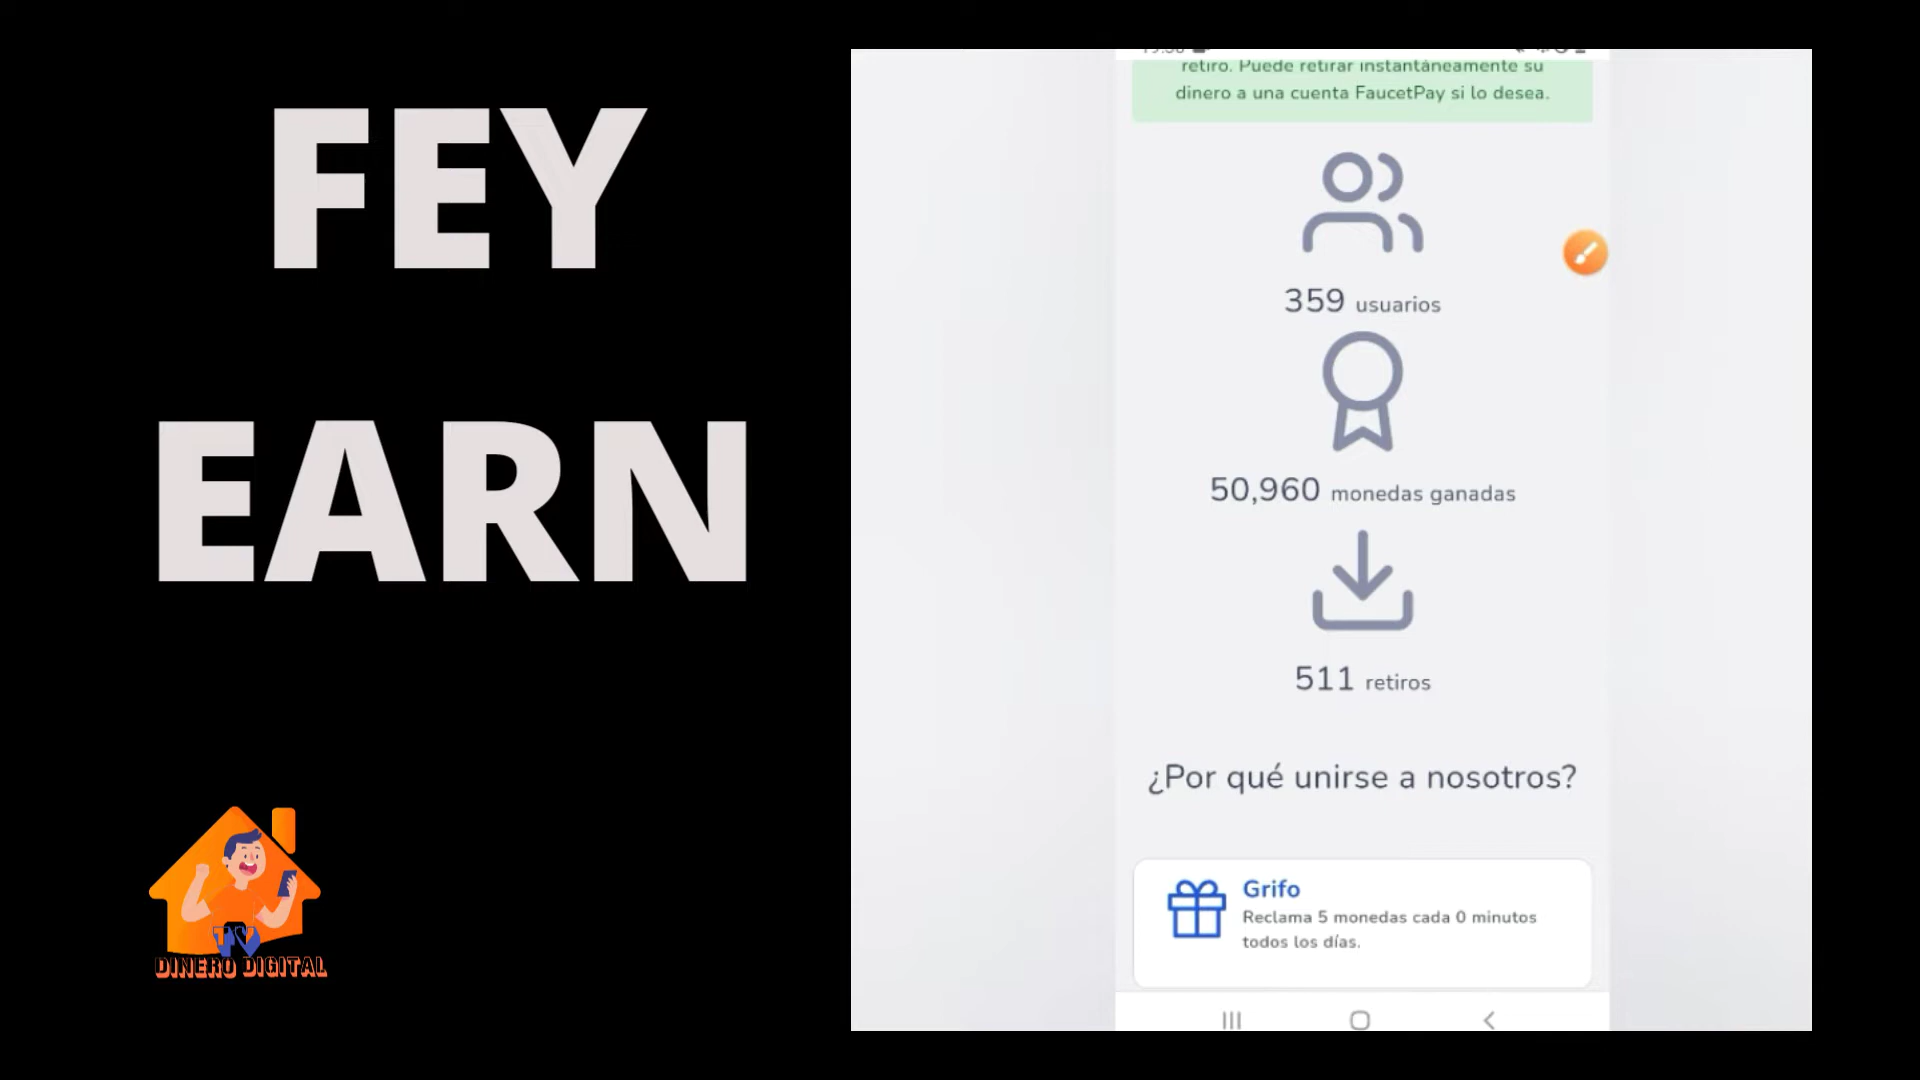 FEY
EARN
TV
DINERO DIGITAL
retiro. Puede retirar instantáneamente su
dinero a una cuenta FaucetPay si lo desea.
359 usuarios
50,960 monedas ganadas
511 retiros
¿Por qué unirse a nosotros?
Grifo
Reclama 5 monedas cada 0 minutos
todos los días.